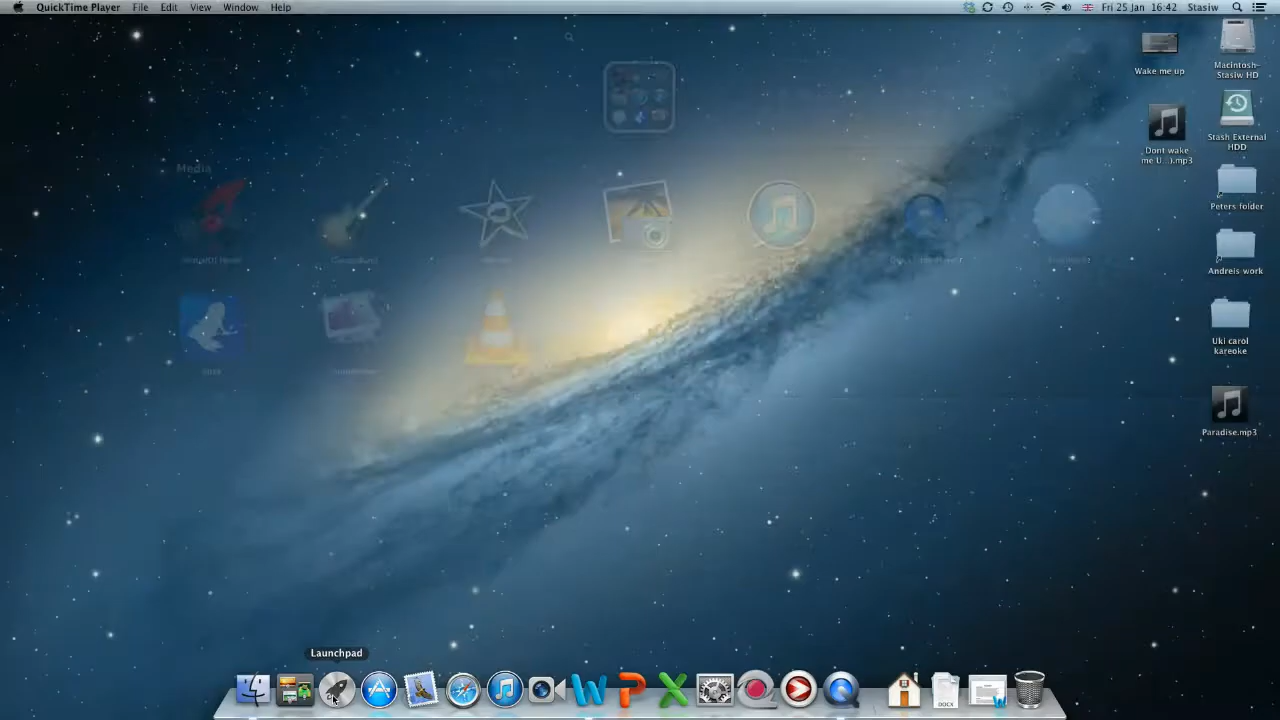 QuickTime Player File Edit View Window Help Fri 25 Jan 16:42 Stasiw
Wake me up
Macintosh-
Stasiw HD
Dont wake
me U...).mp3
Stash External
HDD
Media
Peters folder
GarageBand
Andreis work
Uki carol
kareoke
Paradise.mp3
Launchpad
DOCX